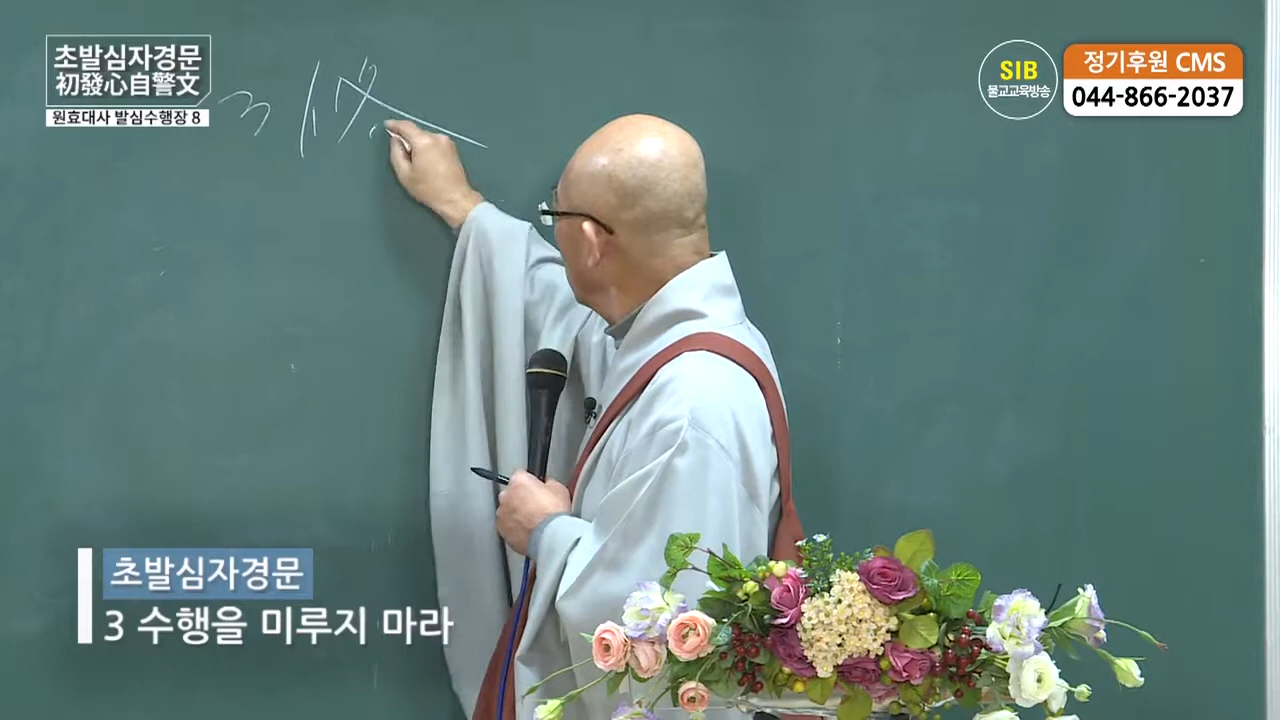 초발심자경문
初發心自警文
원효대사 발심수행장 8
SIB
불교교육방송
정기후원 CMS
044-866-2037
3
초발심자경문
3 수행을 미루지 마라